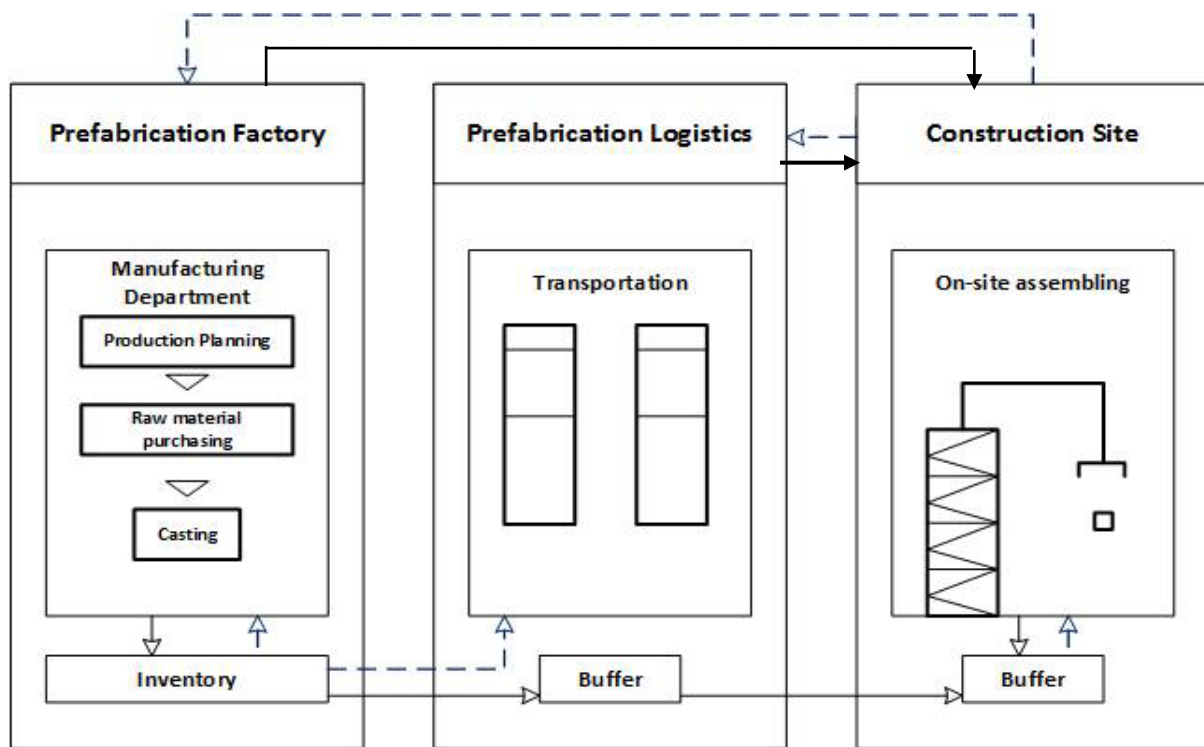 Prefabrication Factory
Prefabrication Logistics
Construction Site
Manufacturing
Department
Production Planning
Raw material
purchasing
Casting
Inventory
Transportation
Buffer
On-site assembling
Buffer